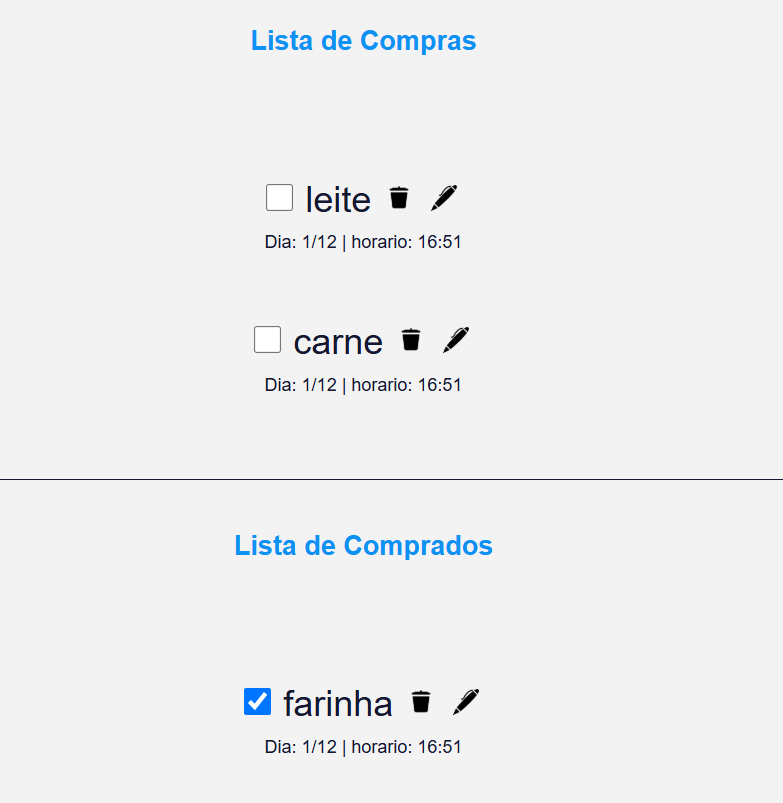 Lista de Compras
leite
Dia: 1/12 | horario: 16:51
carne
Dia: 1/12 | horario: 16:51
Lista de Comprados
farinha
Dia: 1/12 | horario: 16:51